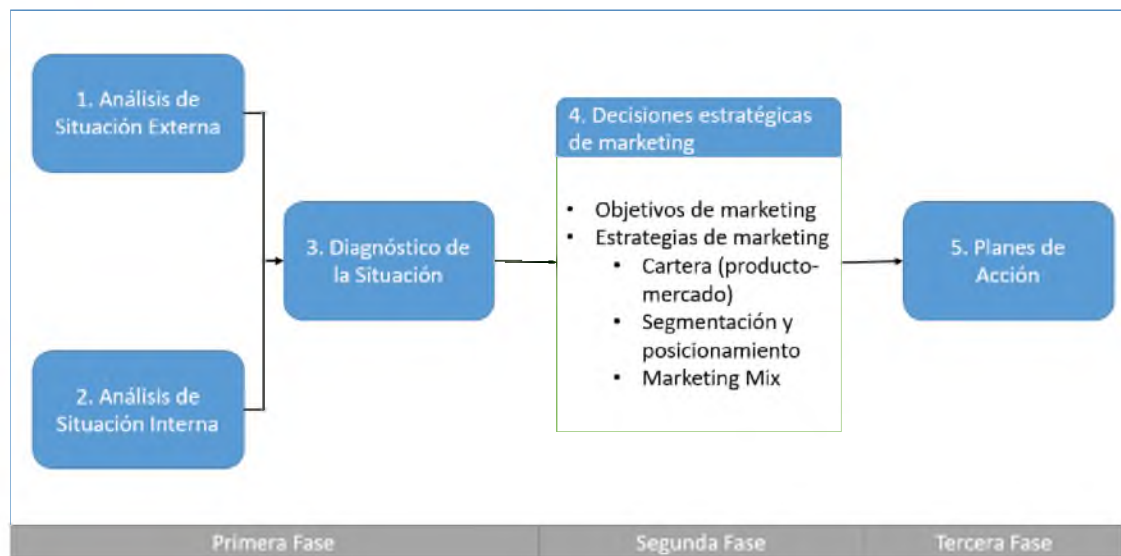 1. Análisis de
Situación Externa
2. Análisis de
Situación Interna
3. Diagnóstico de
la Situación
4. Decisiones estratégicas
de marketing
• Objetivos de marketing
• Estrategias de marketing
• Cartera (producto-
mercado)
• Segmentación y
posicionamiento
• Marketing Mix
5. Planes de
Acción
Primera Fase
Segunda Fase
Tercera Fase